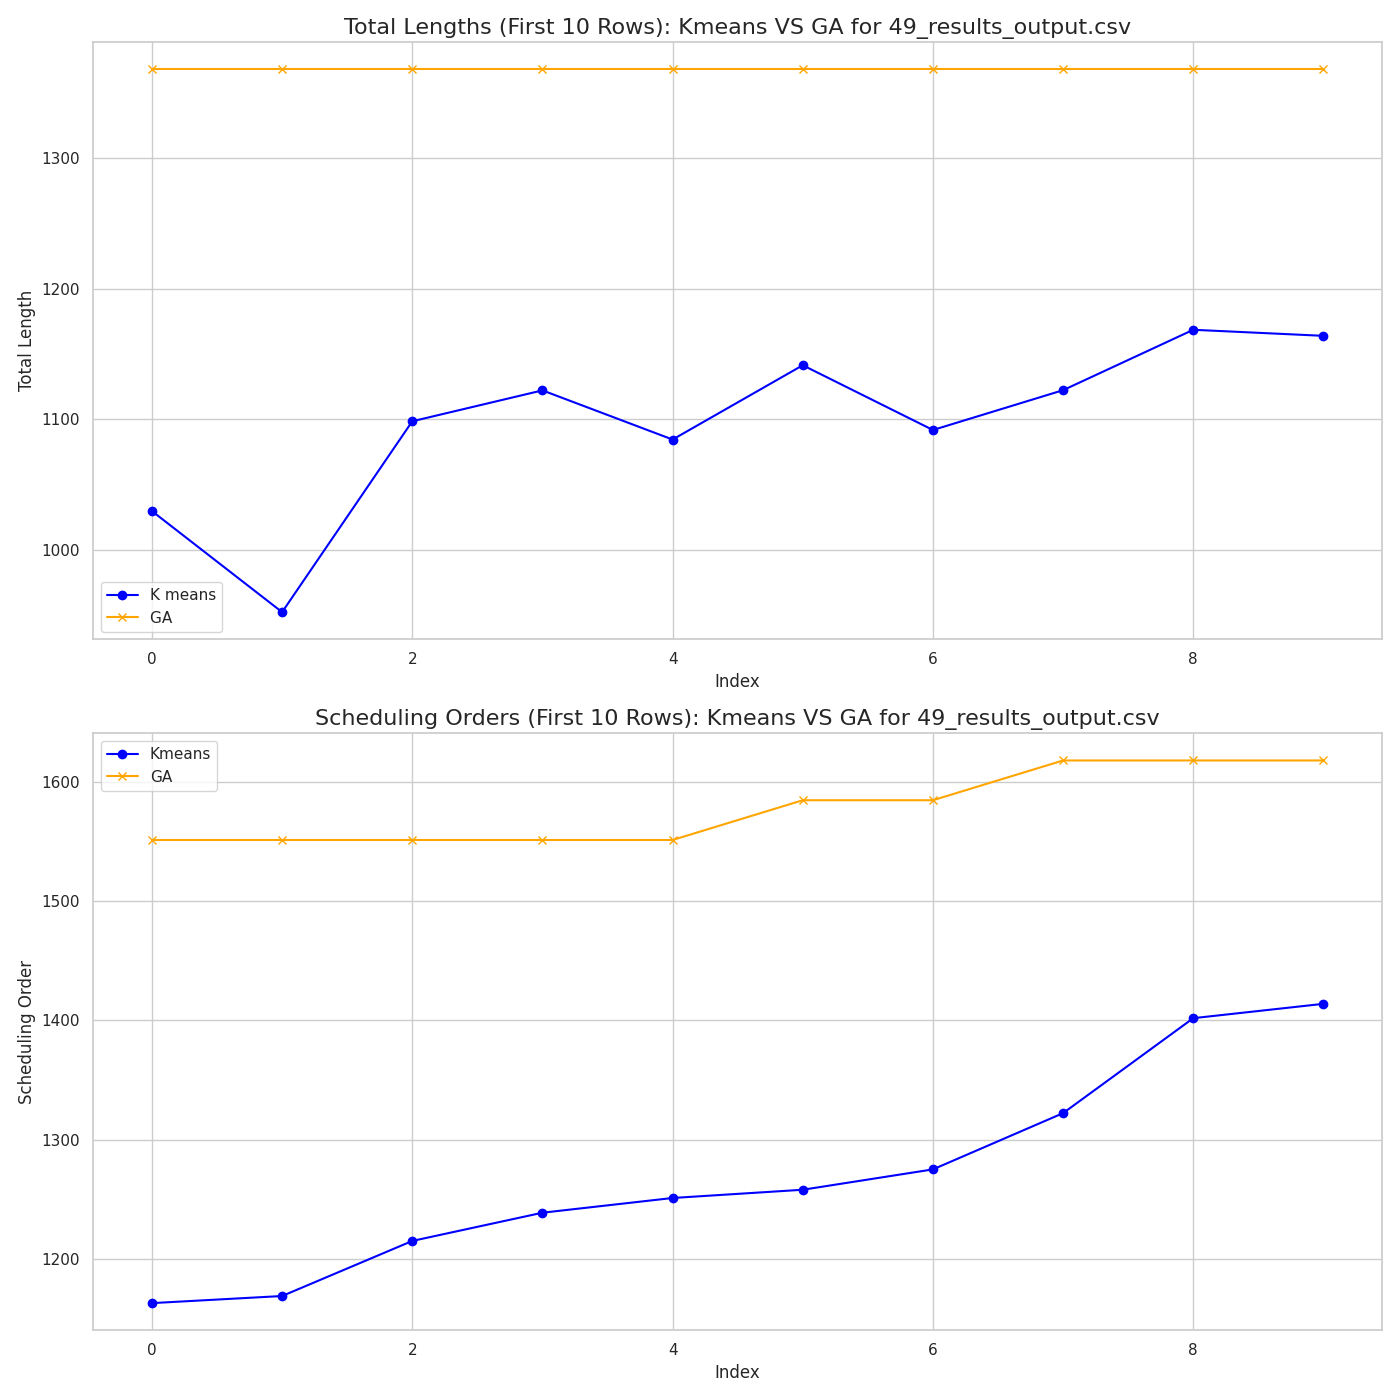 Total Lengths (First 10 Rows): Kmeans VS GA for 49_results_output.csv
Total Length
1300
1200
1100
1000
K means
GA
0 2 4 6 8
Index
Scheduling Orders (First 10 Rows): Kmeans VS GA for 49_results_output.csv
Scheduling Order
Kmeans
GA
1600
1500
1400
1300
1200
0 2 4 6 8
Index